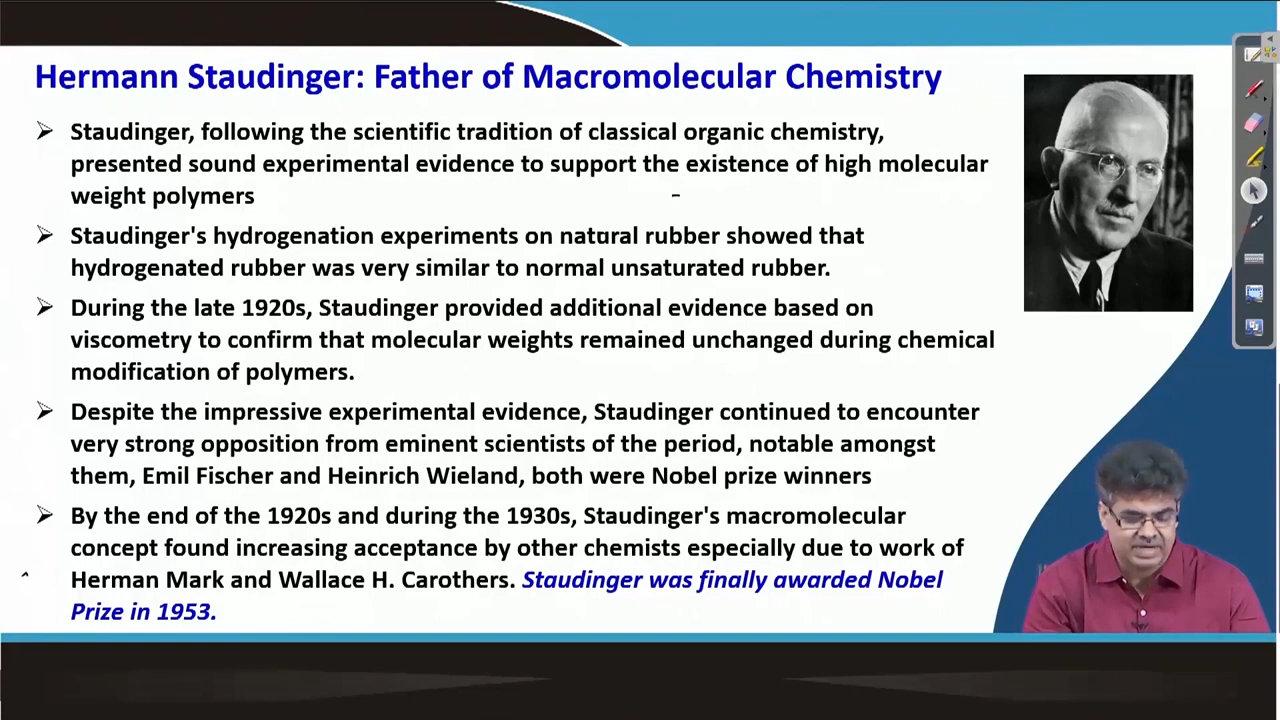 Hermann Staudinger: Father of Macromolecular Chemistry
➢ Staudinger, following the scientific tradition of classical organic chemistry,
presented sound experimental evidence to support the existence of high molecular
weight polymers
➢ Staudinger's hydrogenation experiments on natural rubber showed that
hydrogenated rubber was very similar to normal unsaturated rubber.
➢ During the late 1920s, Staudinger provided additional evidence based on
viscometry to confirm that molecular weights remained unchanged during chemical
modification of polymers.
➢ Despite the impressive experimental evidence, Staudinger continued to encounter
very strong opposition from eminent scientists of the period, notable amongst
them, Emil Fischer and Heinrich Wieland, both were Nobel prize winners
➢ By the end of the 1920s and during the 1930s, Staudinger's macromolecular
concept found increasing acceptance by other chemists especially due to work of
Herman Mark and Wallace H. Carothers. Staudinger was finally awarded Nobel
Prize in 1953.